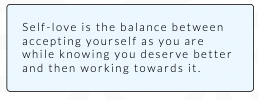 Self-love is the balance between
accepting yourself as you are
while knowing you deserve better
and then working towards it.